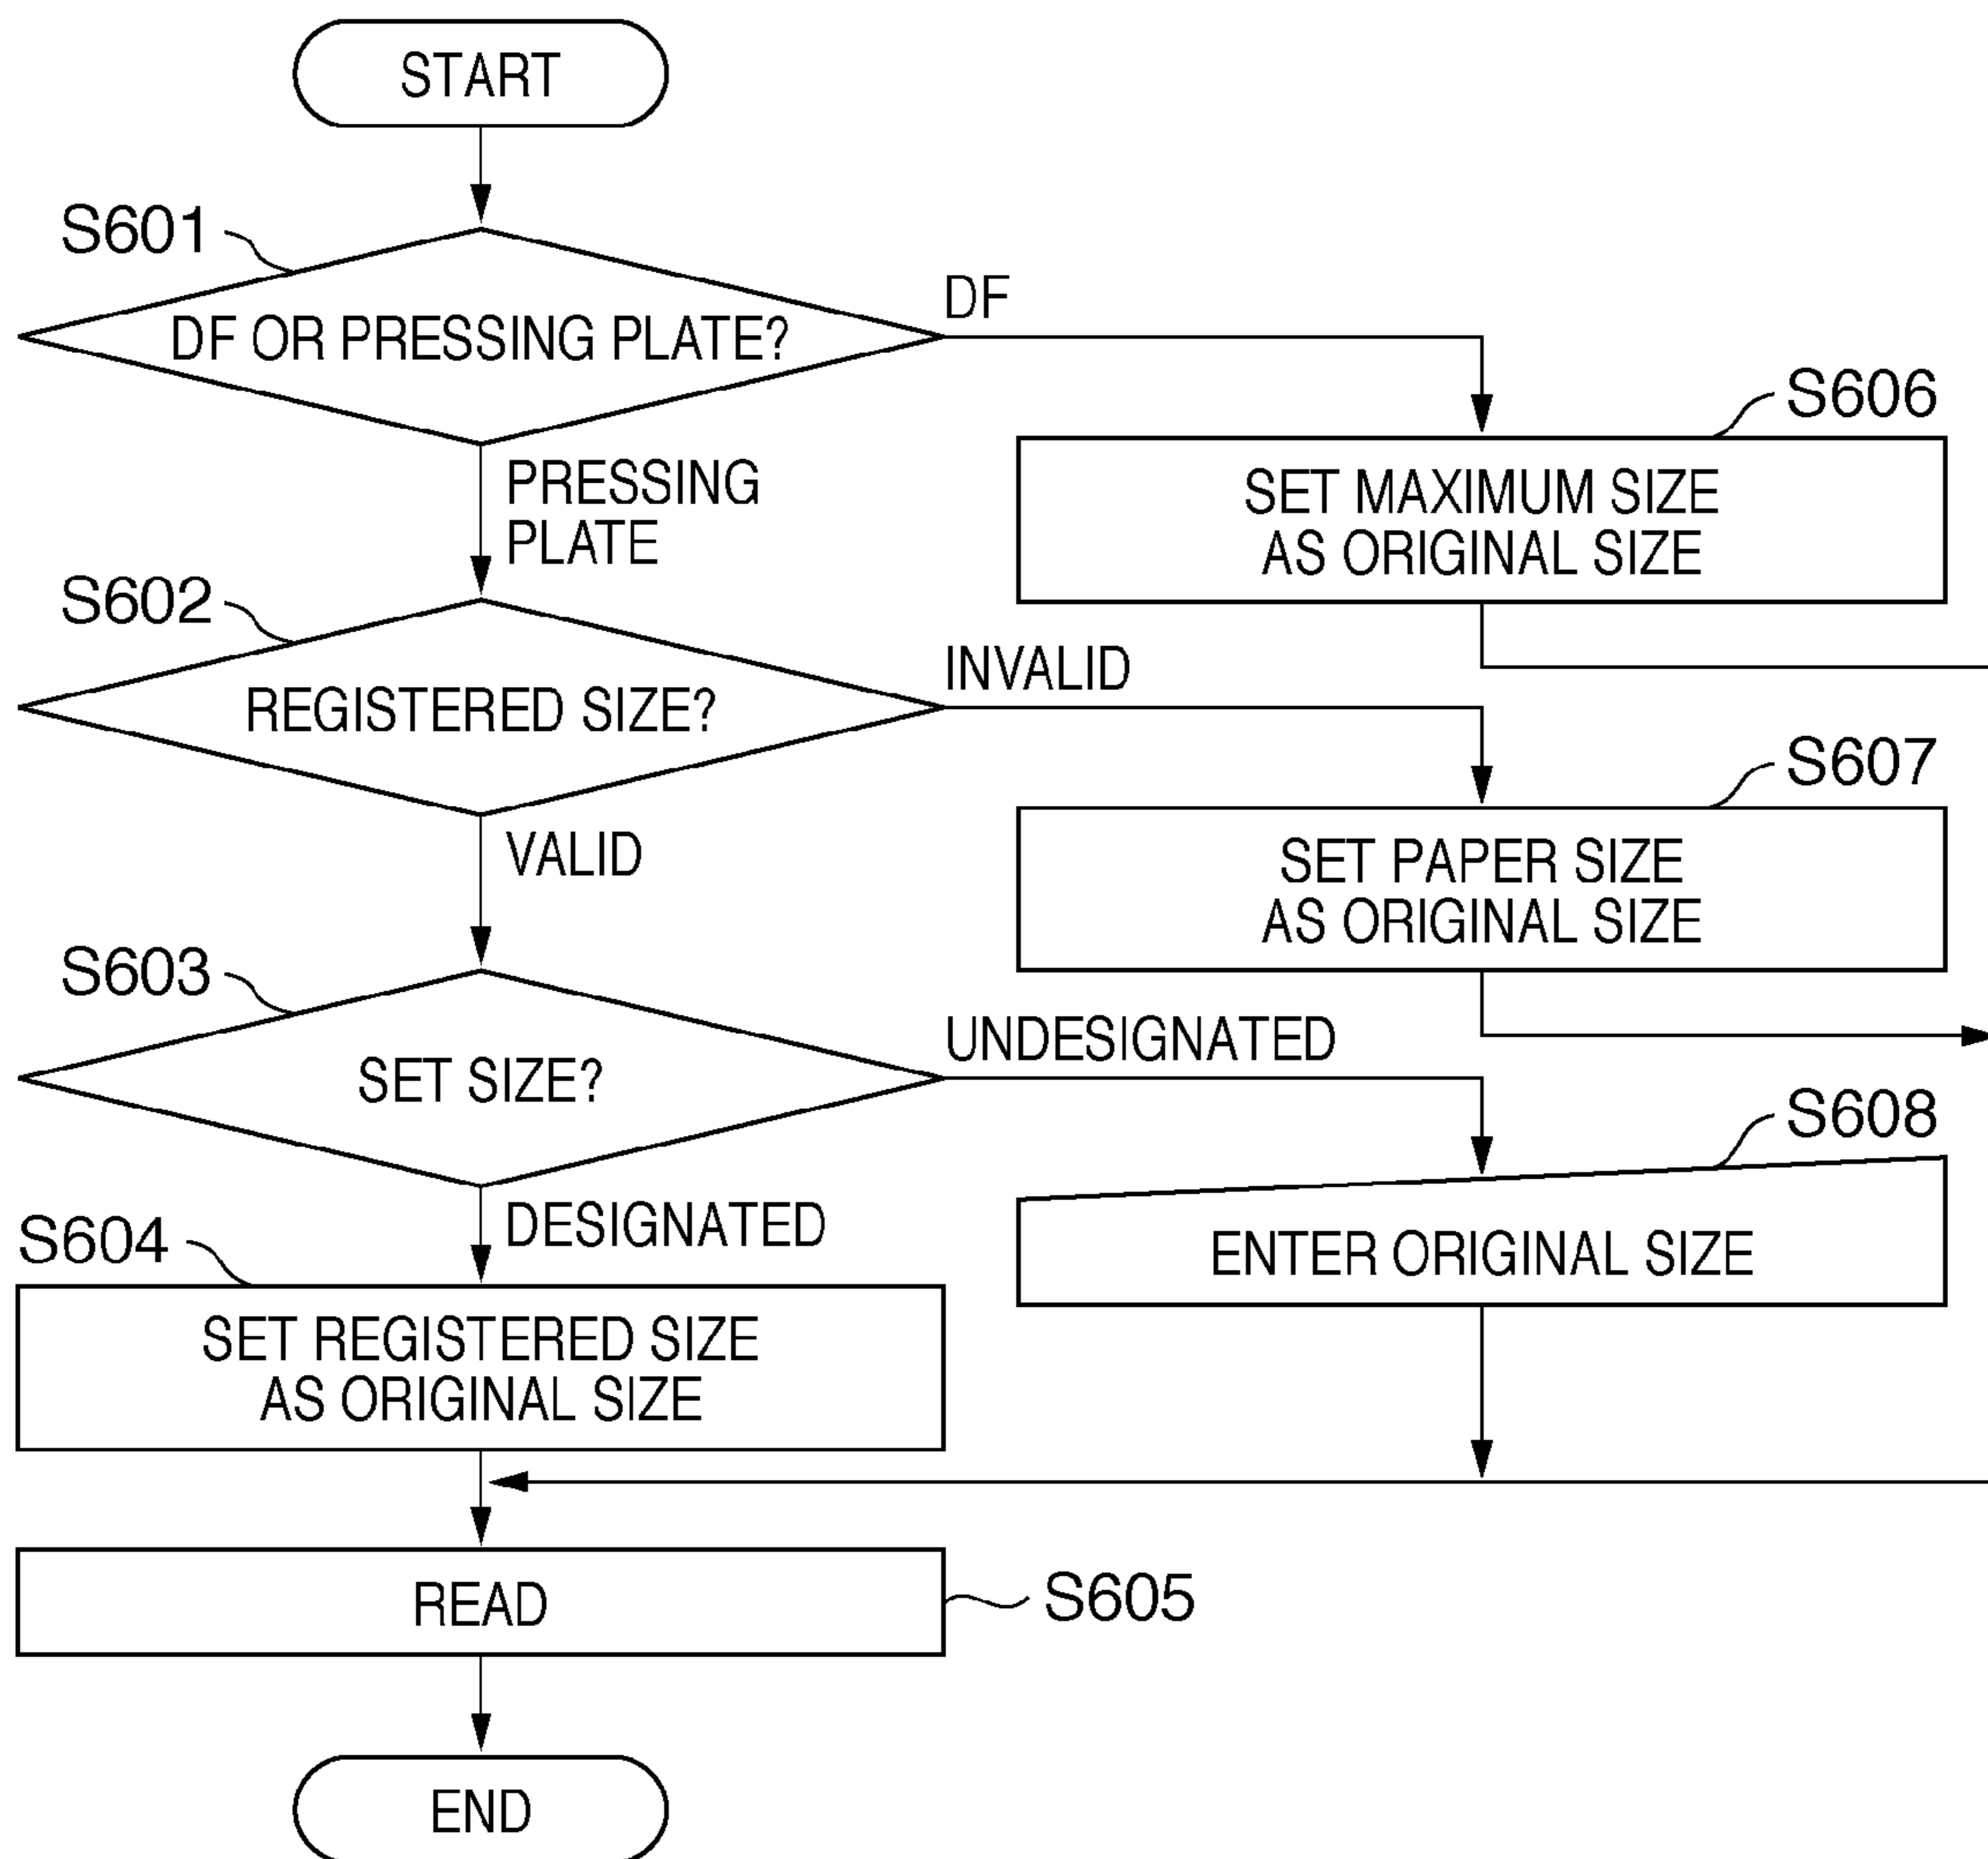 START
S601
DF OR PRESSING PLATE?
DF
S606
SET MAXIMUM SIZE
AS ORIGINAL SIZE
PRESSING
PLATE
S602
REGISTERED SIZE?
INVALID
S607
SET PAPER SIZE
AS ORIGINAL SIZE
VALID
S603
SET SIZE?
UNDESIGNATED
S608
ENTER ORIGINAL SIZE
DESIGNATED
S604
SET REGISTERED SIZE
AS ORIGINAL SIZE
READ
S605
END